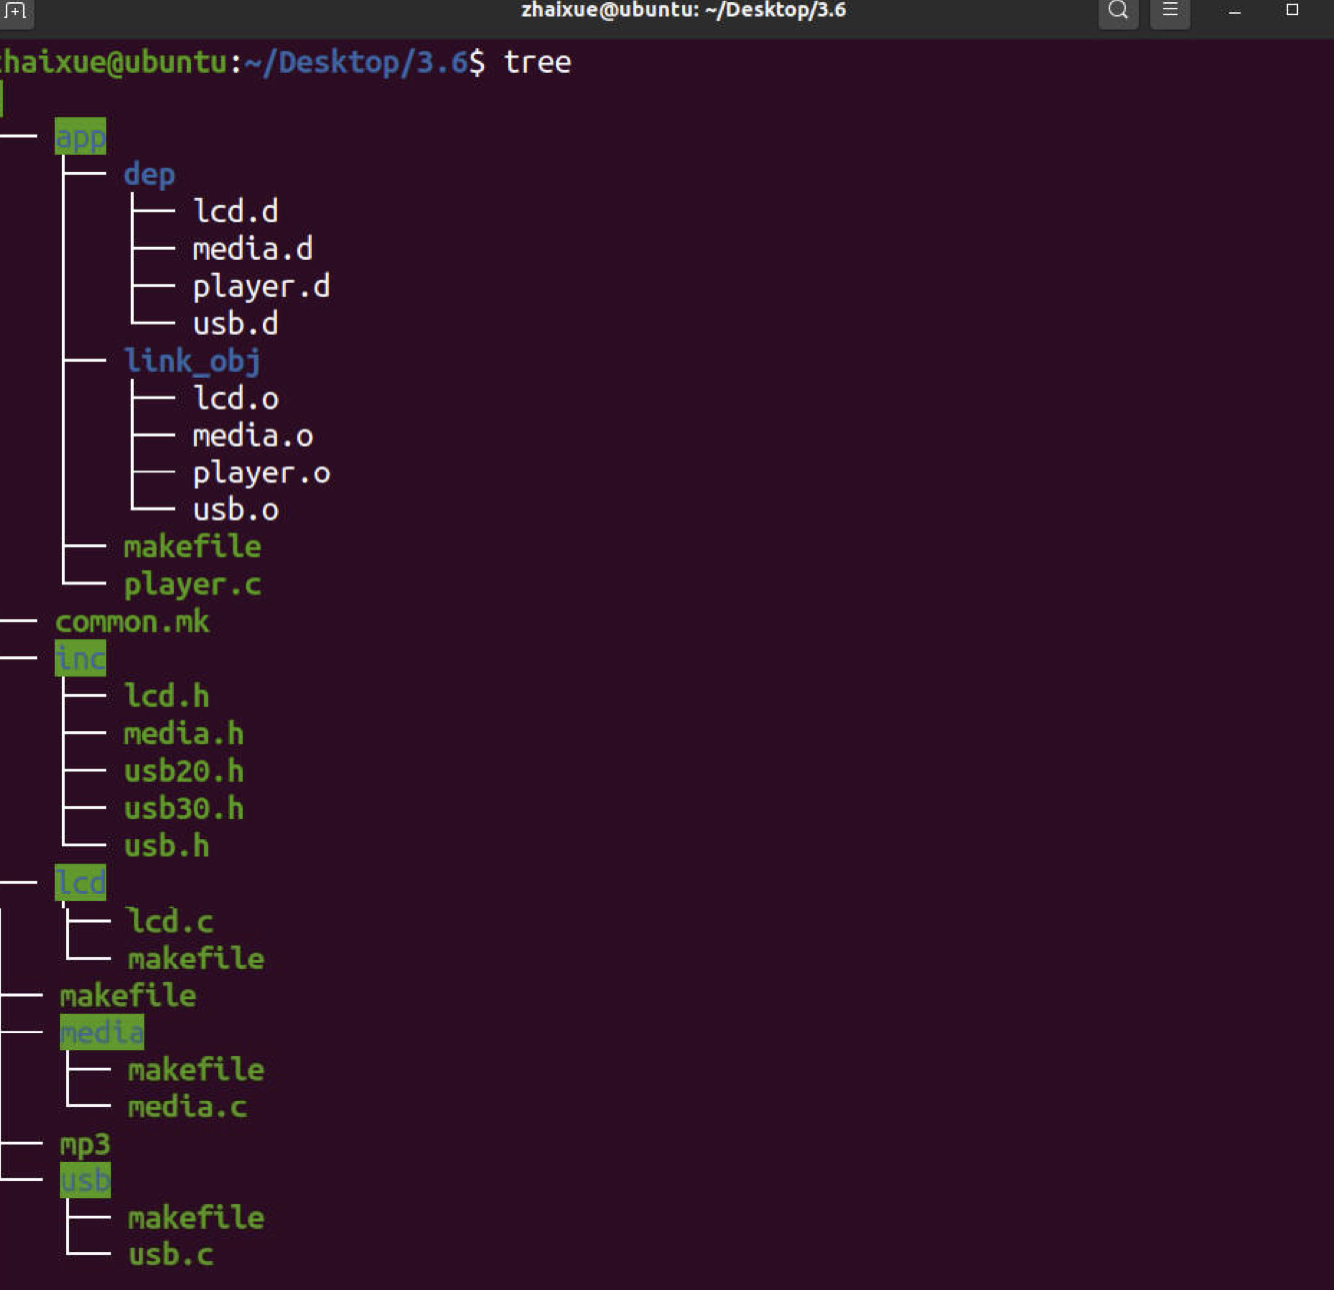 zhaixue@ubuntu: ~/Desktop/3.6
zhaixue@ubuntu:~/Desktop/3.6$ tree
app
dep
lcd.d
media.d
player.d
usb.d
link_obj
lcd.o
media.o
player.o
usb.o
makefile
player.c
common.mk
inc
lcd.h
media.h
usb20.h
usb30.h
usb.h
lcd
lcd.c
makefile
makefile
media
makefile
media.c
mp3
usb
makefile
usb.c